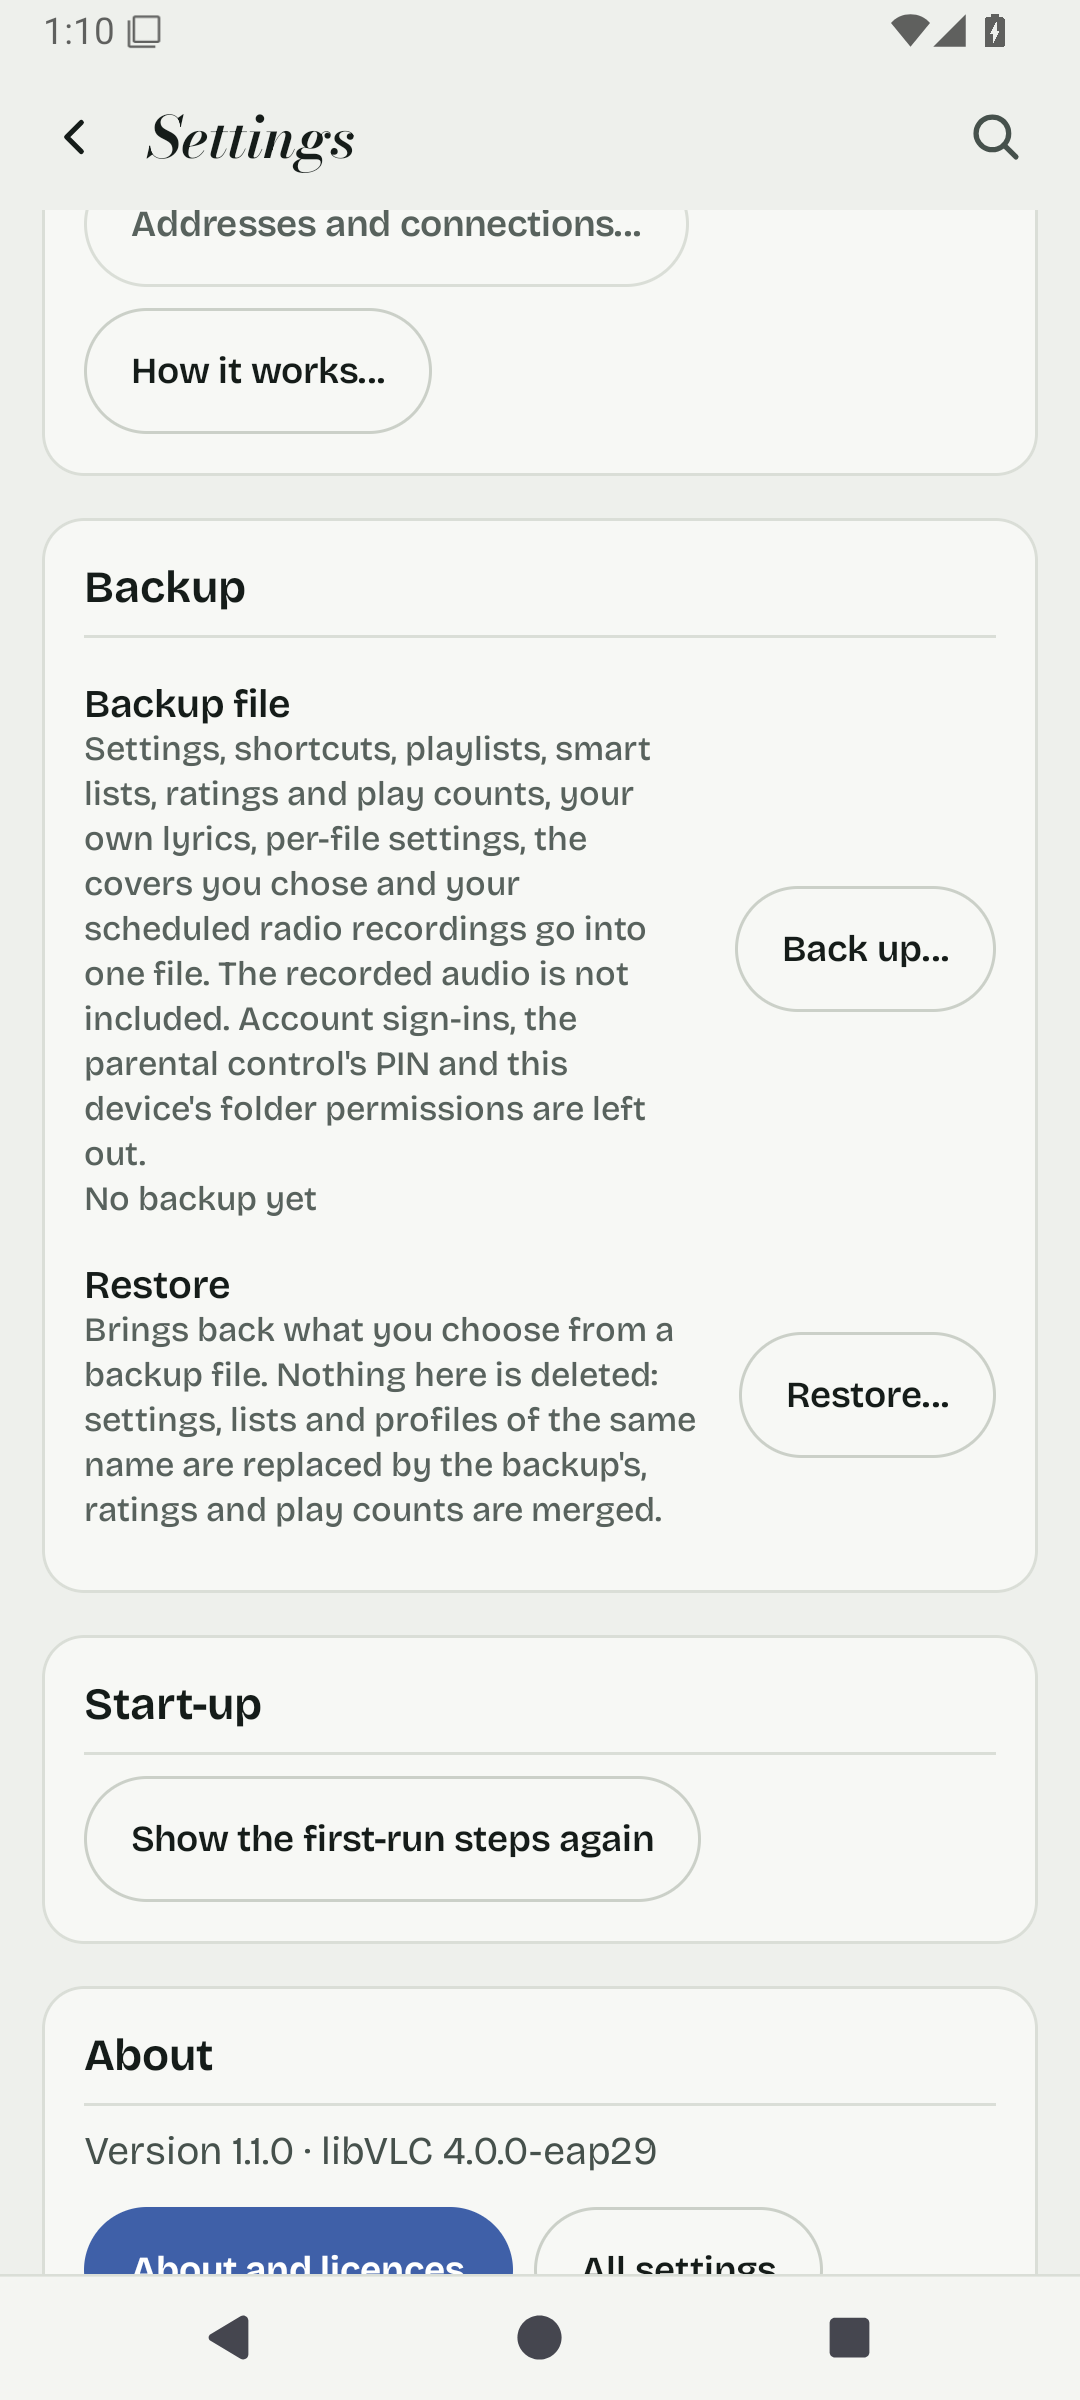 1:10
Settings
Addresses and connections...
How it works...
Backup
Backup file
Settings, shortcuts, playlists, smart
lists, ratings and play counts, your
own lyrics, per-file settings, the
covers you chose and your
scheduled radio recordings go into
one file. The recorded audio is not
included. Account sign-ins, the
parental control's PIN and this
device's folder permissions are left
out.
No backup yet
Back up...
Restore
Brings back what you choose from a
backup file. Nothing here is deleted:
settings, lists and profiles of the same
name are replaced by the backup's,
ratings and play counts are merged.
Restore...
Start-up
Show the first-run steps again
About
Version 1.1.0 · libVLC 4.0.0-eap29
About and licences
All settings